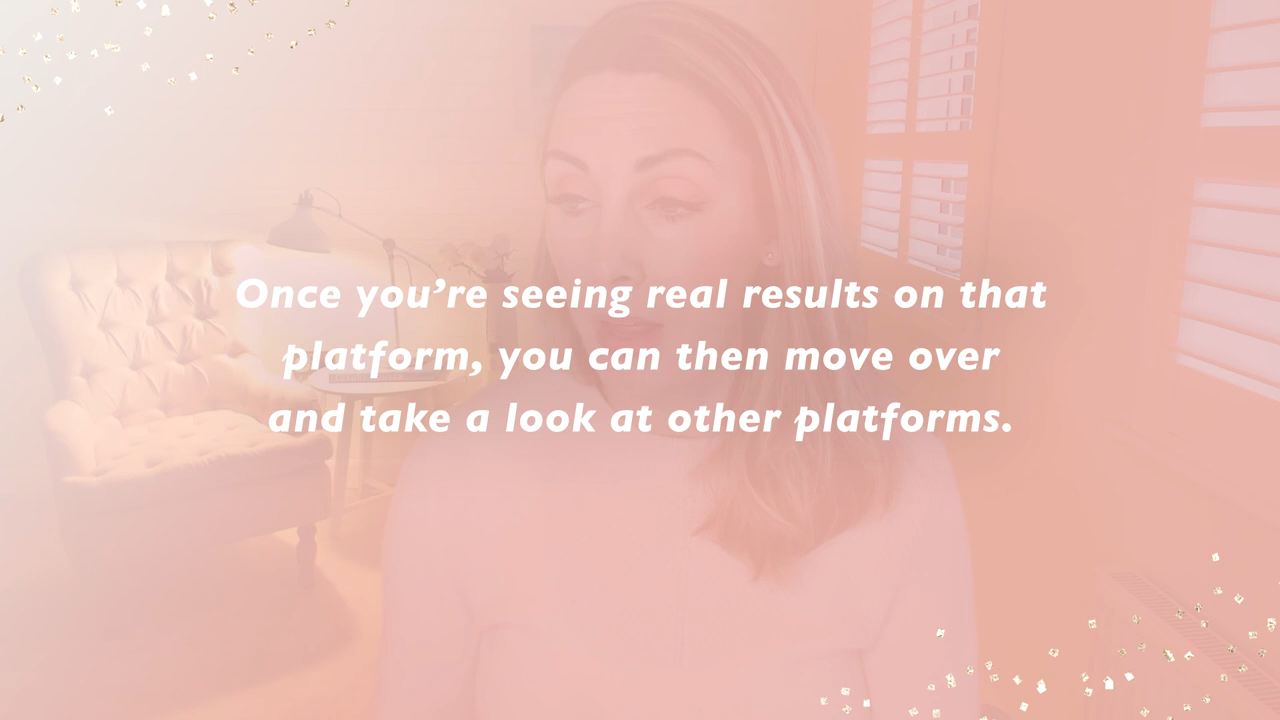 Once you’re seeing real results on that
platform, you can then move over
and take a look at other platforms.